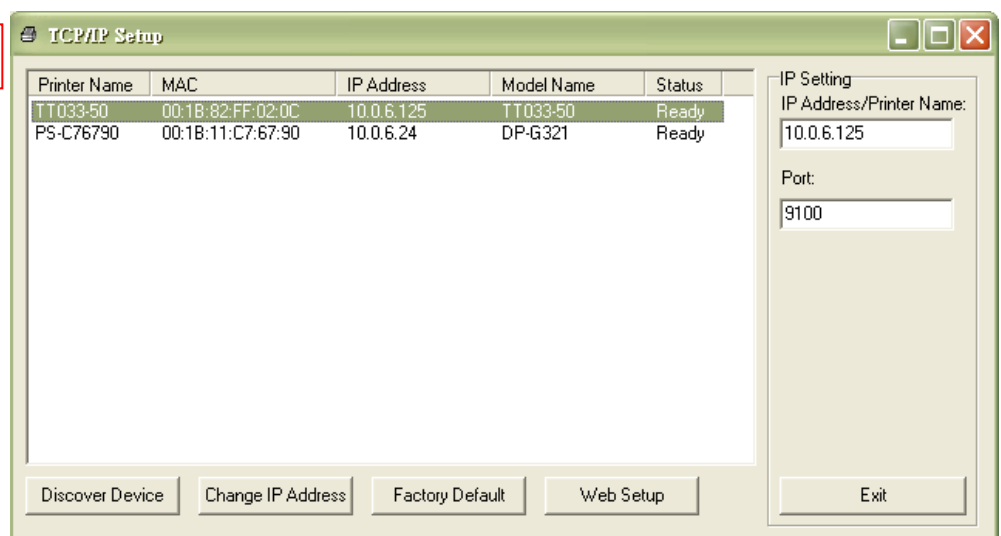 TCP/IP Setup
Printer Name MAC IP Address Model Name Status
TT033-50 00:1B:82:FF:02:0C 10.0.6.125 TT033-50 Ready
PS-C76790 00:1B:11:C7:67:90 10.0.6.24 DP-G321 Ready
IP Setting
IP Address/Printer Name:
10.0.6.125
Port:
9100
Discover Device Change IP Address Factory Default Web Setup Exit